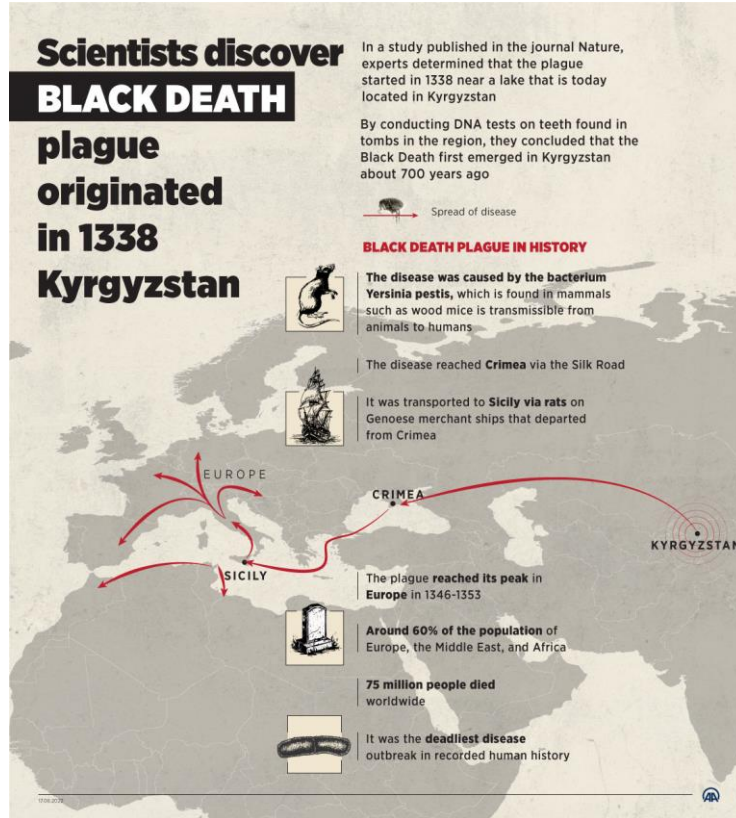 Scientists discover
BLACK DEATH
plague
originated
in 1338
Kyrgyzstan
In a study published in the journal Nature,
experts determined that the plague
started in 1338 near a lake that is today
located in Kyrgyzstan
By conducting DNA tests on teeth found in
tombs in the region, they concluded that the
Black Death first emerged in Kyrgyzstan
about 700 years ago
Spread of disease
BLACK DEATH PLAGUE IN HISTORY
The disease was caused by the bacterium
Yersinia pestis, which is found in mammals
such as wood mice is transmissible from
animals to humans
The disease reached Crimea via the Silk Road
It was transported to Sicily via rats on
Genoese merchant ships that departed
from Crimea
EUROPE
CRIMEA
KYRGYZSTAN
SICILY
The plague reached its peak in
Europe in 1346-1353
Around 60% of the population of
Europe, the Middle East, and Africa
75 million people died
worldwide
It was the deadliest disease
outbreak in recorded human history
AA